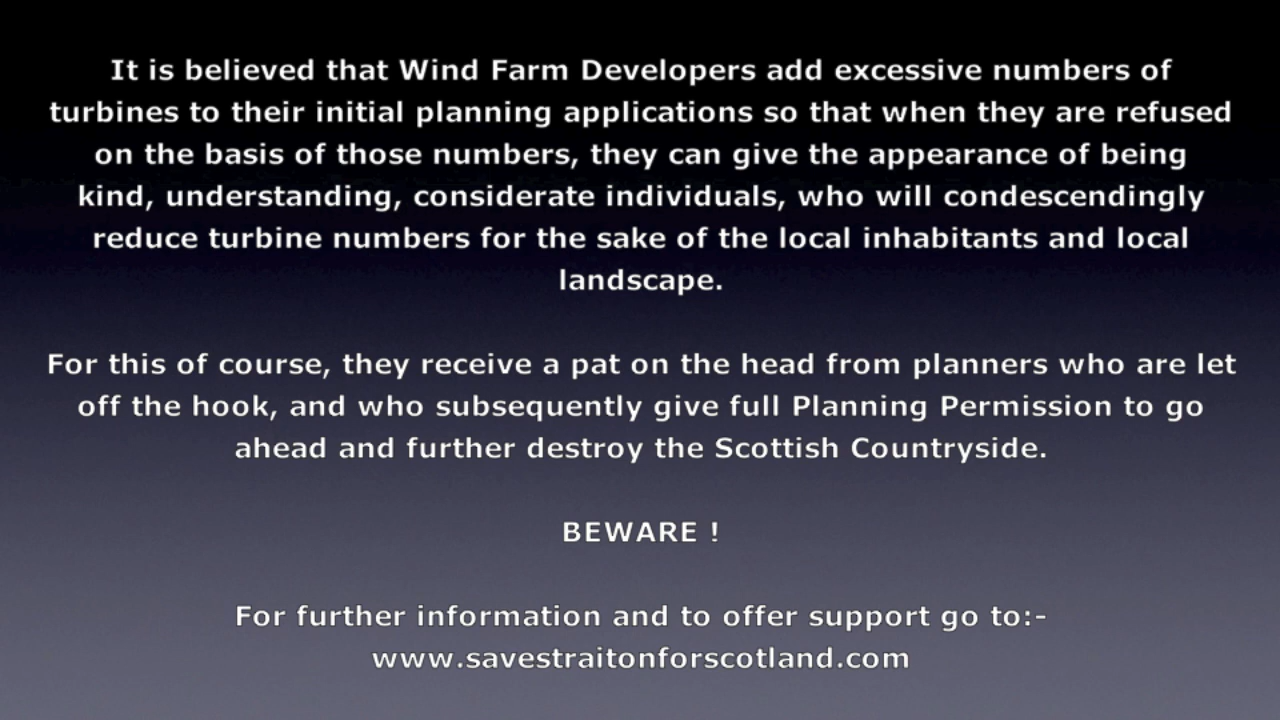 It is believed that Wind Farm Developers add excessive numbers of
turbines to their initial planning applications so that when they are refused
on the basis of those numbers, they can give the appearance of being
kind, understanding, considerate individuals, who will condescendingly
reduce turbine numbers for the sake of the local inhabitants and local
landscape.
For this of course, they receive a pat on the head from planners who are let
off the hook, and who subsequently give full Planning Permission to go
ahead and further destroy the Scottish Countryside.
BEWARE !
For further information and to offer support go to:-
www.savestraitonforscotland.com